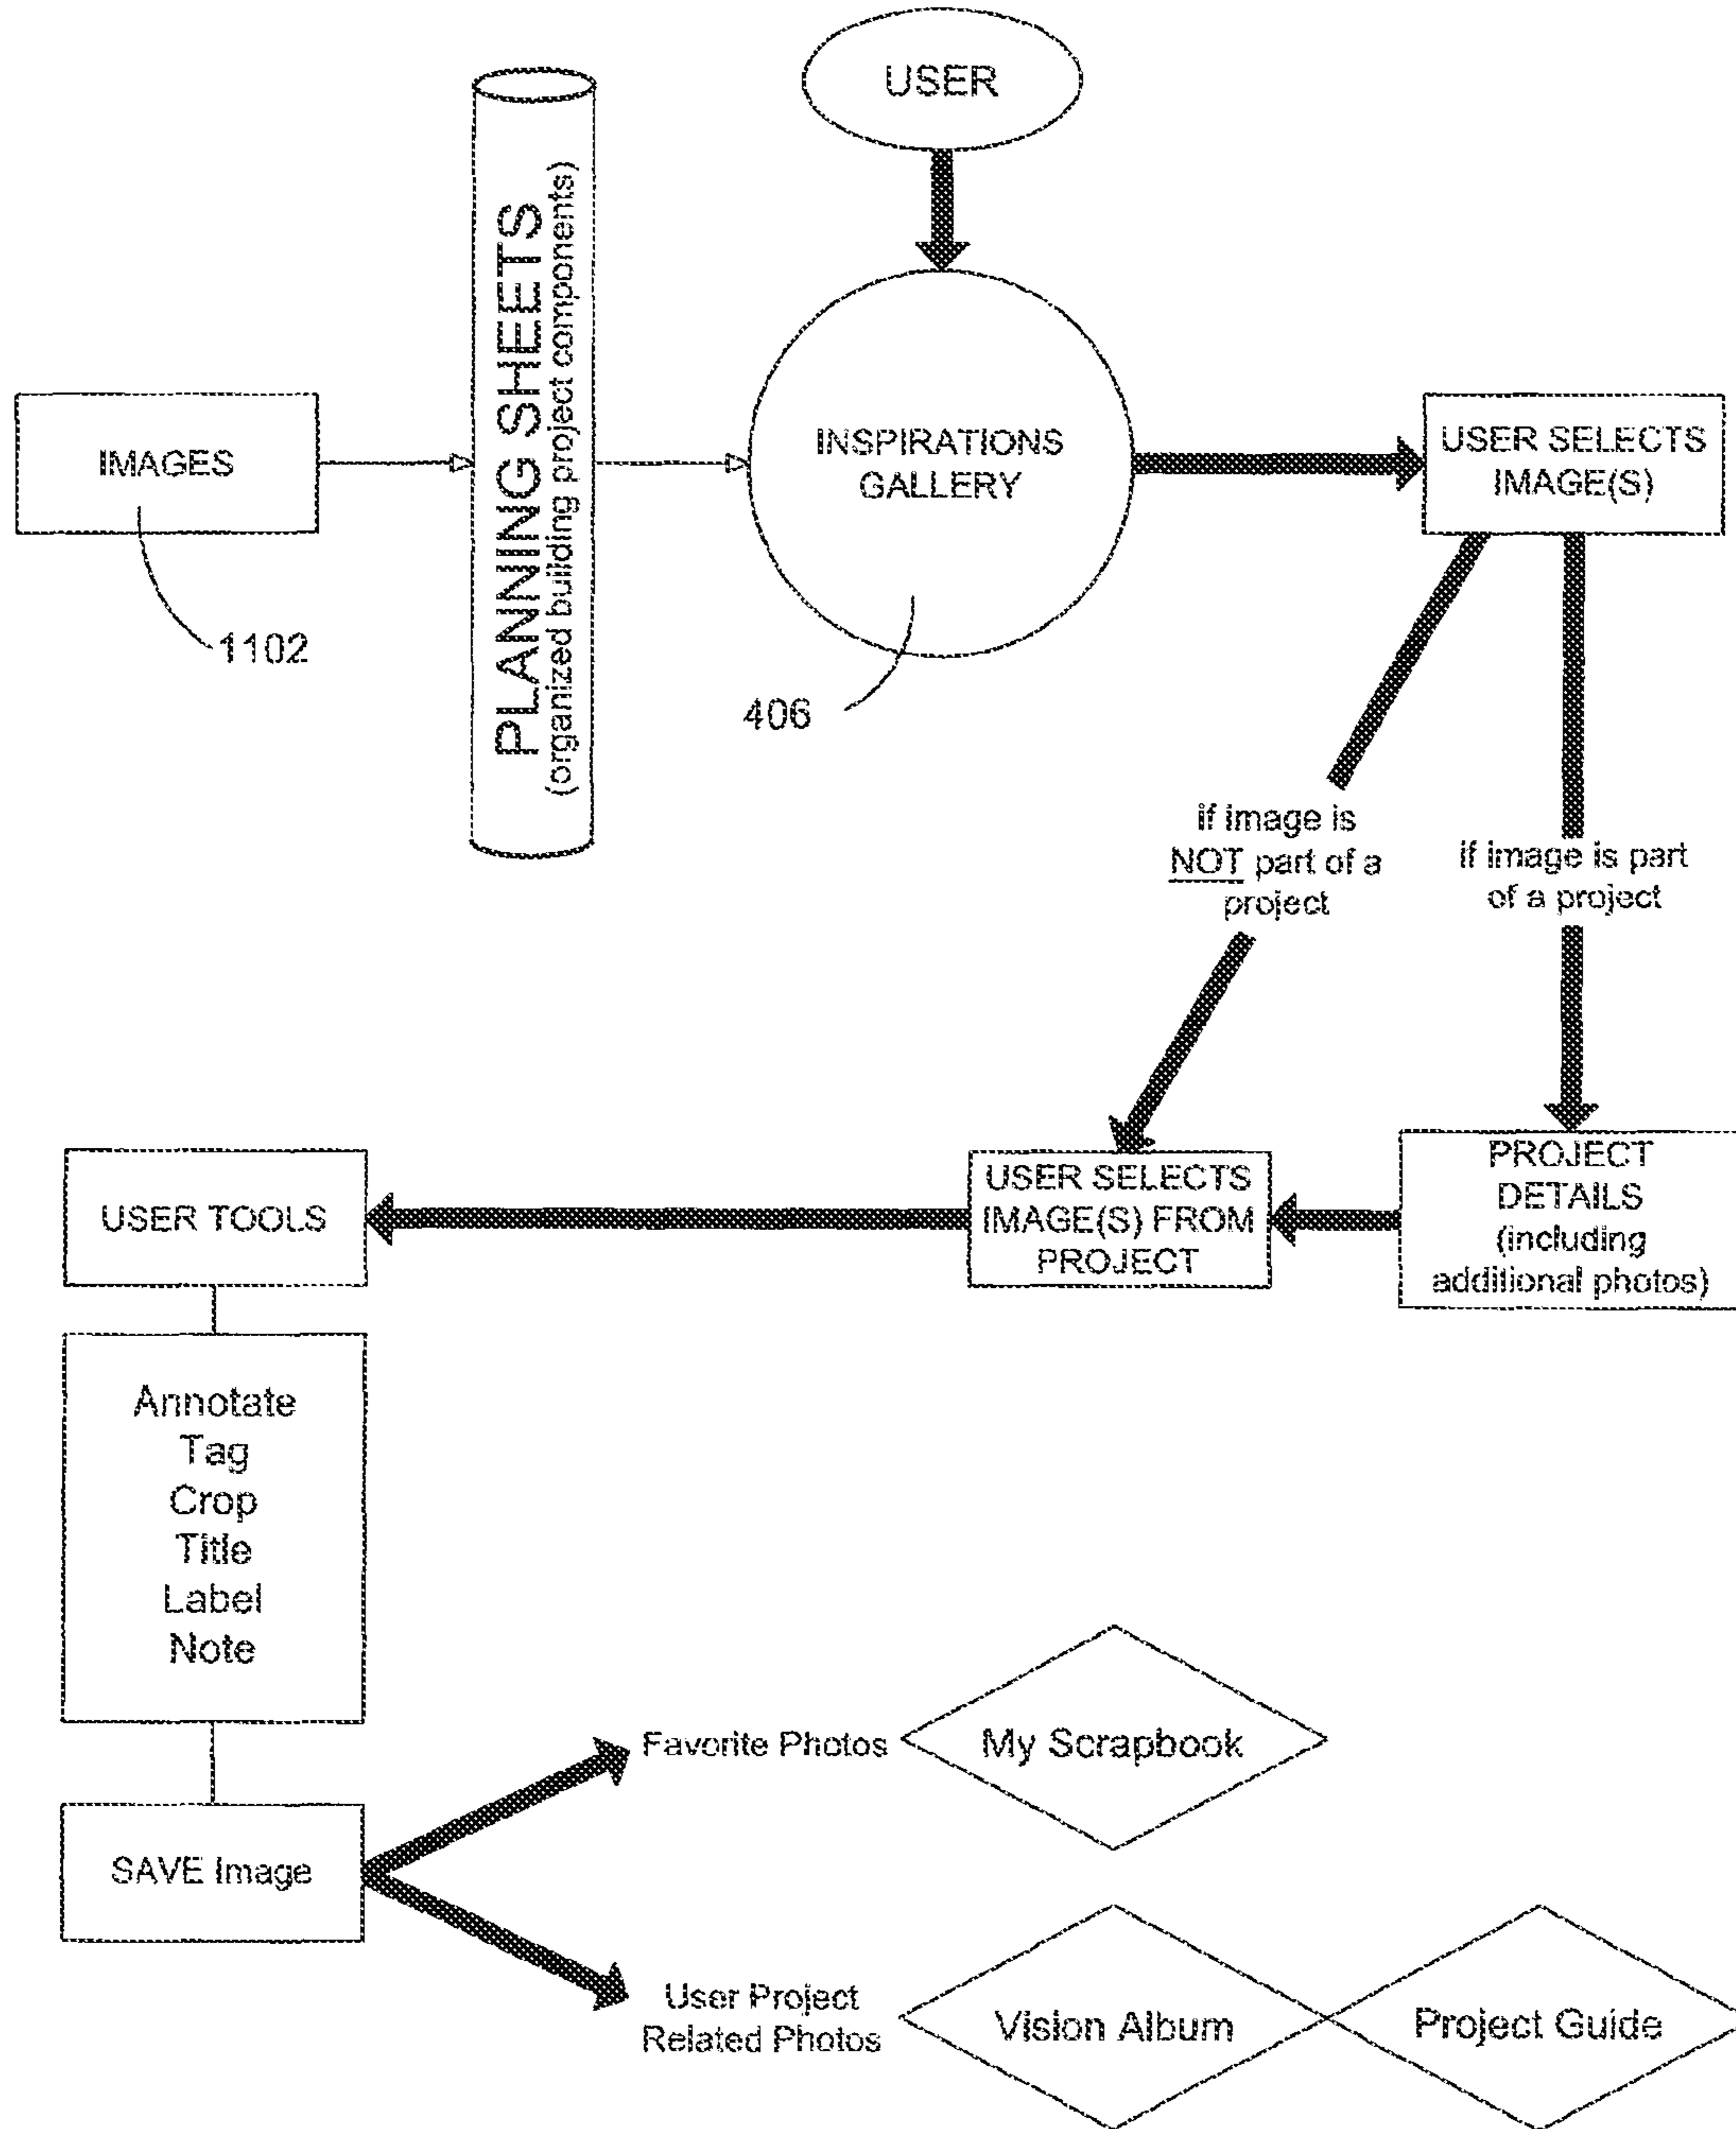 USER
PLANNING SHEETS
(organized building project components)
IMAGES
INSPIRATIONS
GALLERY
USER SELECTS
IMAGE(S)
1102
406
if image is
NOT part of a
project
if image is part
of a project
USER TOOLS
USER SELECTS
IMAGE(S) FROM
PROJECT
PROJECT
DETAILS
(including
additional photos)
Annotate
Tag
Crop
Title
Label
Note
Favorite Photos
My Scrapbook
SAVE Image
User Project
Related Photos
Vision Album
Project Guide